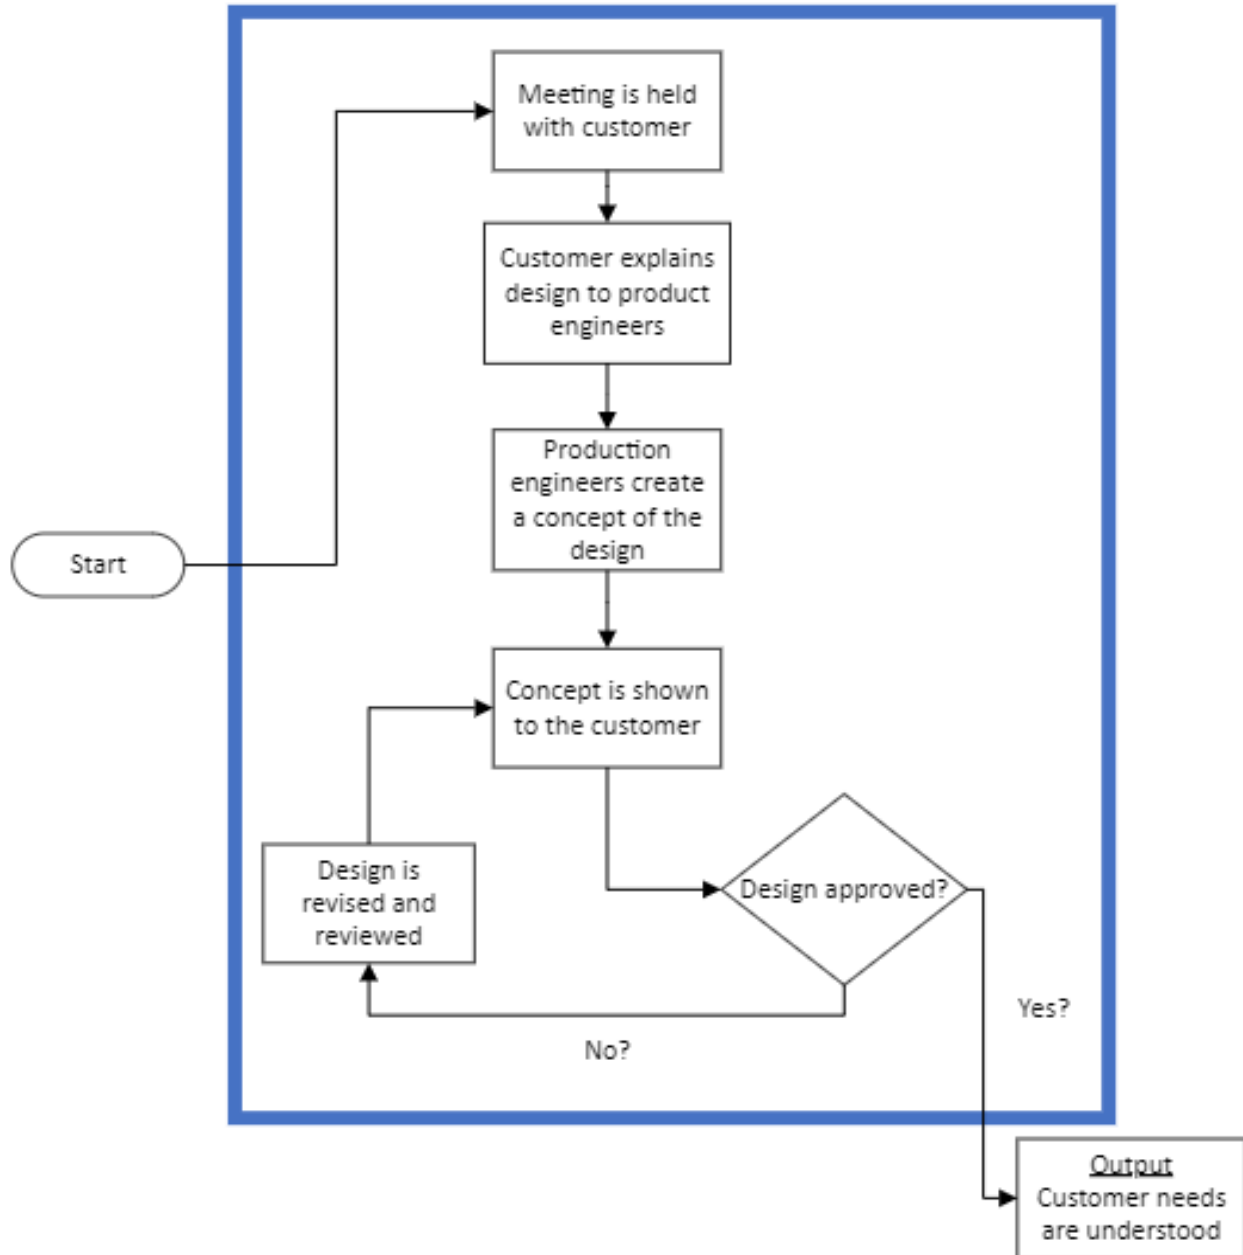 Meeting is held
with customer
Customer explains
design to product
engineers
Production
engineers create
a concept of the
design
Start
Concept is shown
to the customer
Design is
revised and
reviewed
Design approved?
Yes?
No?
Output
Customer needs
are understood